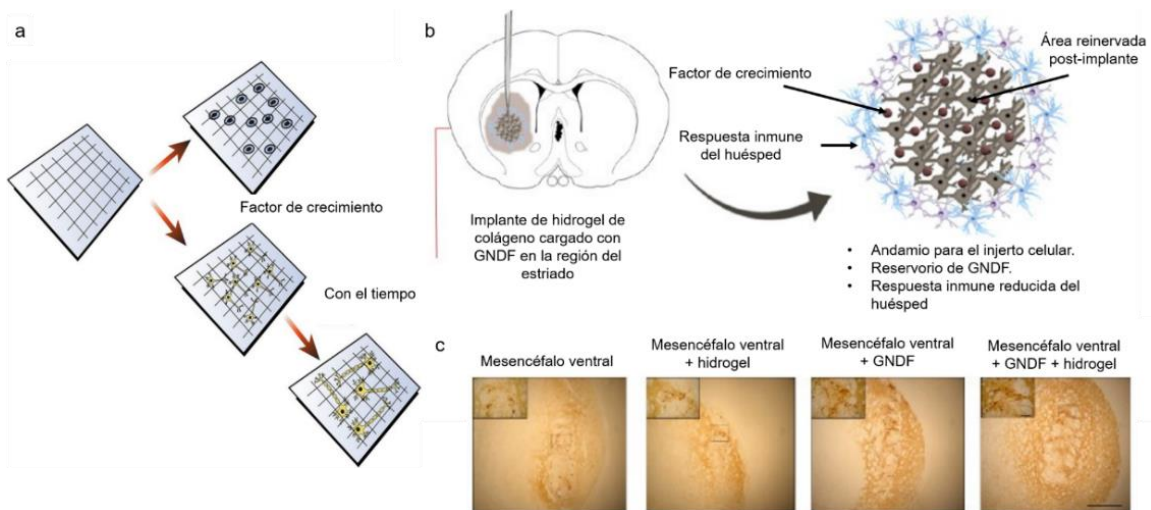 a
Factor de crecimiento
Con el tiempo
b
Implante de hidrogel de
colágeno cargado con
GNDF en la región del
estriado
Factor de crecimiento
Respuesta inmune
del huésped
Área reinervada
post-implante
• Andamio para el injerto celular.
• Reservorio de GNDF.
• Respuesta inmune reducida del
huésped
c
Mesencéfalo ventral
Mesencéfalo ventral
+ hidrogel
Mesencéfalo ventral
+ GNDF
Mesencéfalo ventral
+ GNDF + hidrogel